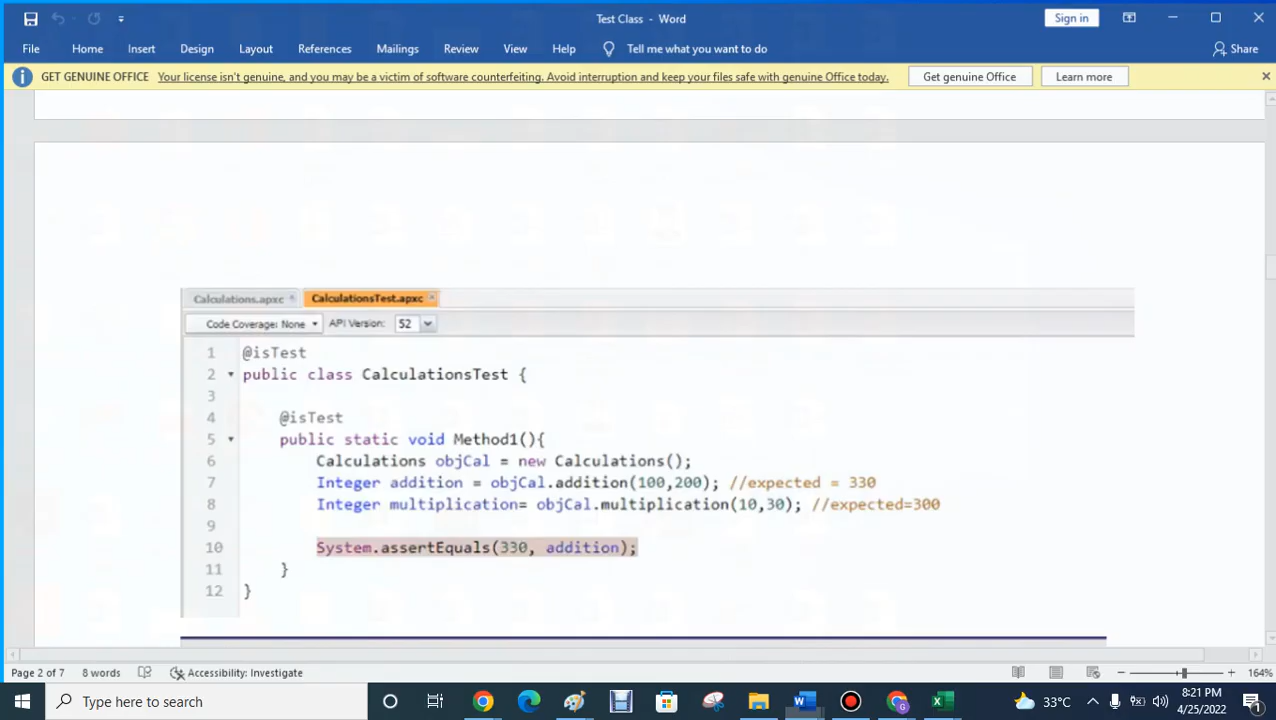 Test Class - Word
Sign in
File Home Insert Design Layout References Mailings Review View Help Tell me what you want to do Share
GET GENUINE OFFICE Your license isn't genuine, and you may be a victim of software counterfeiting. Avoid interruption and keep your files safe with genuine Office today. Get genuine Office Learn more
Calculations.apxc CalculationsTest.apxc
Code Coverage: None API Version: 52
1 @isTest
2 public class CalculationsTest {
3
4 @isTest
5 public static void Method1(){
6 Calculations objCal = new Calculations();
7 Integer addition = objCal.addition(100,200); //expected = 330
8 Integer multiplication= objCal.multiplication(10,30); //expected=300
9
10 System.assertEquals(330, addition);
11 }
12 }
Page 2 of 7 8 words Accessibility: Investigate 164%
Type here to search 33°C 8:21 PM
4/25/2022 1